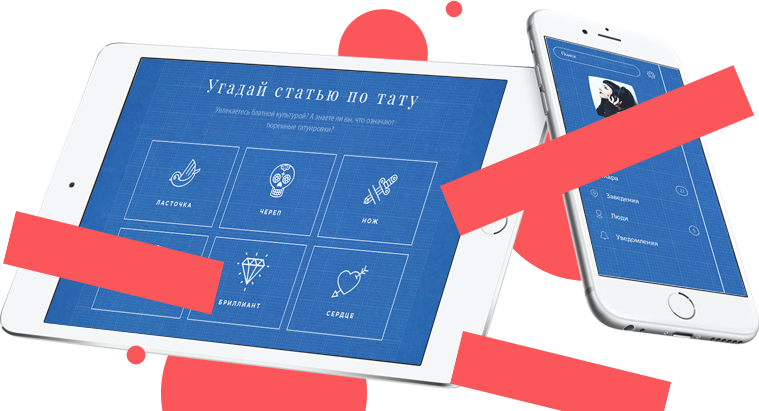 Угадай статью по тату
Увлекаетесь блатной культурой? А знаете ли вы, что означают
тюремные татуировки?
ЛАСТОЧКА
ЧЕРЕП
НОЖ
БРИЛЛИАНТ
СЕРДЦЕ
Поиск
Заведения
Люди
Уведомления